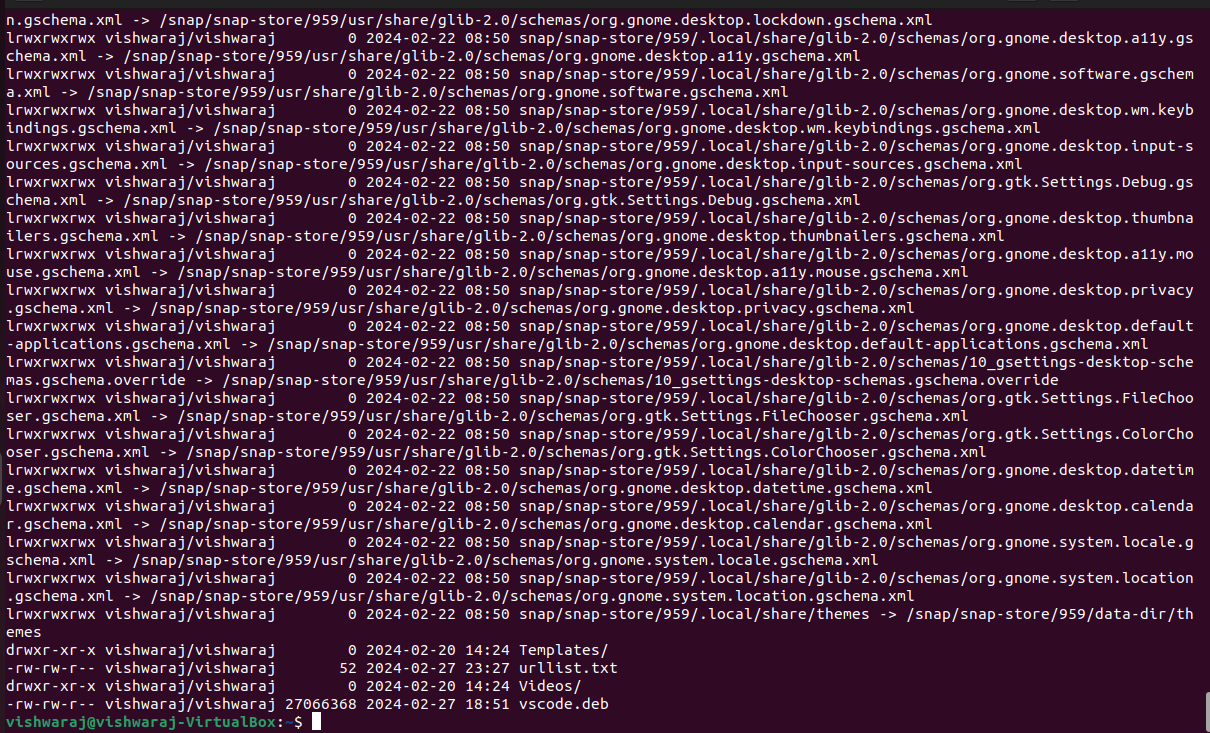 n.gschema.xml -> /snap/snap-store/959/usr/share/glib-2.0/schemas/org.gnome.desktop.lockdown.gschema.xml
lrwxrwxrwx vishwaraj/vishwaraj        0 2024-02-22 08:50 snap/snap-store/959/.local/share/glib-2.0/schemas/org.gnome.desktop.a11y.gs
chema.xml -> /snap/snap-store/959/usr/share/glib-2.0/schemas/org.gnome.desktop.a11y.gschema.xml
lrwxrwxrwx vishwaraj/vishwaraj        0 2024-02-22 08:50 snap/snap-store/959/.local/share/glib-2.0/schemas/org.gnome.software.gschem
a.xml -> /snap/snap-store/959/usr/share/glib-2.0/schemas/org.gnome.software.gschema.xml
lrwxrwxrwx vishwaraj/vishwaraj        0 2024-02-22 08:50 snap/snap-store/959/.local/share/glib-2.0/schemas/org.gnome.desktop.wm.keyb
indings.gschema.xml -> /snap/snap-store/959/usr/share/glib-2.0/schemas/org.gnome.desktop.wm.keybindings.gschema.xml
lrwxrwxrwx vishwaraj/vishwaraj        0 2024-02-22 08:50 snap/snap-store/959/.local/share/glib-2.0/schemas/org.gnome.desktop.input-s
ources.gschema.xml -> /snap/snap-store/959/usr/share/glib-2.0/schemas/org.gnome.desktop.input-sources.gschema.xml
lrwxrwxrwx vishwaraj/vishwaraj        0 2024-02-22 08:50 snap/snap-store/959/.local/share/glib-2.0/schemas/org.gtk.Settings.Debug.gs
chema.xml -> /snap/snap-store/959/usr/share/glib-2.0/schemas/org.gtk.Settings.Debug.gschema.xml
lrwxrwxrwx vishwaraj/vishwaraj        0 2024-02-22 08:50 snap/snap-store/959/.local/share/glib-2.0/schemas/org.gnome.desktop.thumbna
ilers.gschema.xml -> /snap/snap-store/959/usr/share/glib-2.0/schemas/org.gnome.desktop.thumbnailers.gschema.xml
lrwxrwxrwx vishwaraj/vishwaraj        0 2024-02-22 08:50 snap/snap-store/959/.local/share/glib-2.0/schemas/org.gnome.desktop.a11y.mo
use.gschema.xml -> /snap/snap-store/959/usr/share/glib-2.0/schemas/org.gnome.desktop.a11y.mouse.gschema.xml
lrwxrwxrwx vishwaraj/vishwaraj        0 2024-02-22 08:50 snap/snap-store/959/.local/share/glib-2.0/schemas/org.gnome.desktop.privacy
.gschema.xml -> /snap/snap-store/959/usr/share/glib-2.0/schemas/org.gnome.desktop.privacy.gschema.xml
lrwxrwxrwx vishwaraj/vishwaraj        0 2024-02-22 08:50 snap/snap-store/959/.local/share/glib-2.0/schemas/org.gnome.desktop.default
-applications.gschema.xml -> /snap/snap-store/959/usr/share/glib-2.0/schemas/org.gnome.desktop.default-applications.gschema.xml
lrwxrwxrwx vishwaraj/vishwaraj        0 2024-02-22 08:50 snap/snap-store/959/.local/share/glib-2.0/schemas/10_gsettings-desktop-sche
mas.gschema.override -> /snap/snap-store/959/usr/share/glib-2.0/schemas/10_gsettings-desktop-schemas.gschema.override
lrwxrwxrwx vishwaraj/vishwaraj        0 2024-02-22 08:50 snap/snap-store/959/.local/share/glib-2.0/schemas/org.gtk.Settings.FileChoo
ser.gschema.xml -> /snap/snap-store/959/usr/share/glib-2.0/schemas/org.gtk.Settings.FileChooser.gschema.xml
lrwxrwxrwx vishwaraj/vishwaraj        0 2024-02-22 08:50 snap/snap-store/959/.local/share/glib-2.0/schemas/org.gtk.Settings.ColorCho
oser.gschema.xml -> /snap/snap-store/959/usr/share/glib-2.0/schemas/org.gtk.Settings.ColorChooser.gschema.xml
lrwxrwxrwx vishwaraj/vishwaraj        0 2024-02-22 08:50 snap/snap-store/959/.local/share/glib-2.0/schemas/org.gnome.desktop.datetim
e.gschema.xml -> /snap/snap-store/959/usr/share/glib-2.0/schemas/org.gnome.desktop.datetime.gschema.xml
lrwxrwxrwx vishwaraj/vishwaraj        0 2024-02-22 08:50 snap/snap-store/959/.local/share/glib-2.0/schemas/org.gnome.desktop.calenda
r.gschema.xml -> /snap/snap-store/959/usr/share/glib-2.0/schemas/org.gnome.desktop.calendar.gschema.xml
lrwxrwxrwx vishwaraj/vishwaraj        0 2024-02-22 08:50 snap/snap-store/959/.local/share/glib-2.0/schemas/org.gnome.system.locale.g
schema.xml -> /snap/snap-store/959/usr/share/glib-2.0/schemas/org.gnome.system.locale.gschema.xml
lrwxrwxrwx vishwaraj/vishwaraj        0 2024-02-22 08:50 snap/snap-store/959/.local/share/glib-2.0/schemas/org.gnome.system.location
.gschema.xml -> /snap/snap-store/959/usr/share/glib-2.0/schemas/org.gnome.system.location.gschema.xml
lrwxrwxrwx vishwaraj/vishwaraj        0 2024-02-22 08:50 snap/snap-store/959/.local/share/themes -> /snap/snap-store/959/data-dir/th
emes
drwxr-xr-x vishwaraj/vishwaraj        0 2024-02-20 14:24 Templates/
-rw-rw-r-- vishwaraj/vishwaraj       52 2024-02-27 23:27 urllist.txt
drwxr-xr-x vishwaraj/vishwaraj        0 2024-02-20 14:24 Videos/
-rw-rw-r-- vishwaraj/vishwaraj 27066368 2024-02-27 18:51 vscode.deb
vishwaraj@vishwaraj-VirtualBox:~$